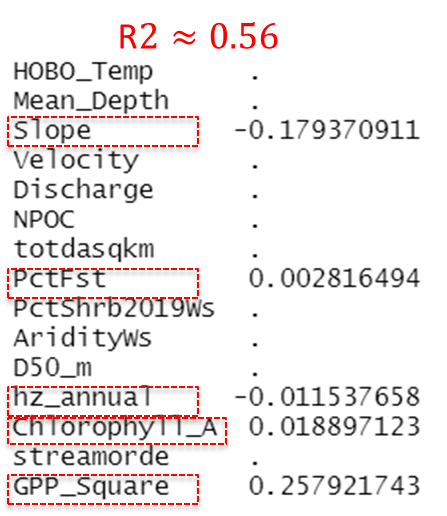 R2 ≈ 0.56
HOBO_Temp .
Mean_Depth .
Slope -0.179370911
Velocity .
Discharge .
NPOC .
totdasqkm .
PctFst 0.002816494
PctShrb2019Ws .
AridityWs .
D50_m .
hz_annual -0.011537658
Chlorophyll_A 0.018897123
streamorde .
GPP_Square 0.257921743